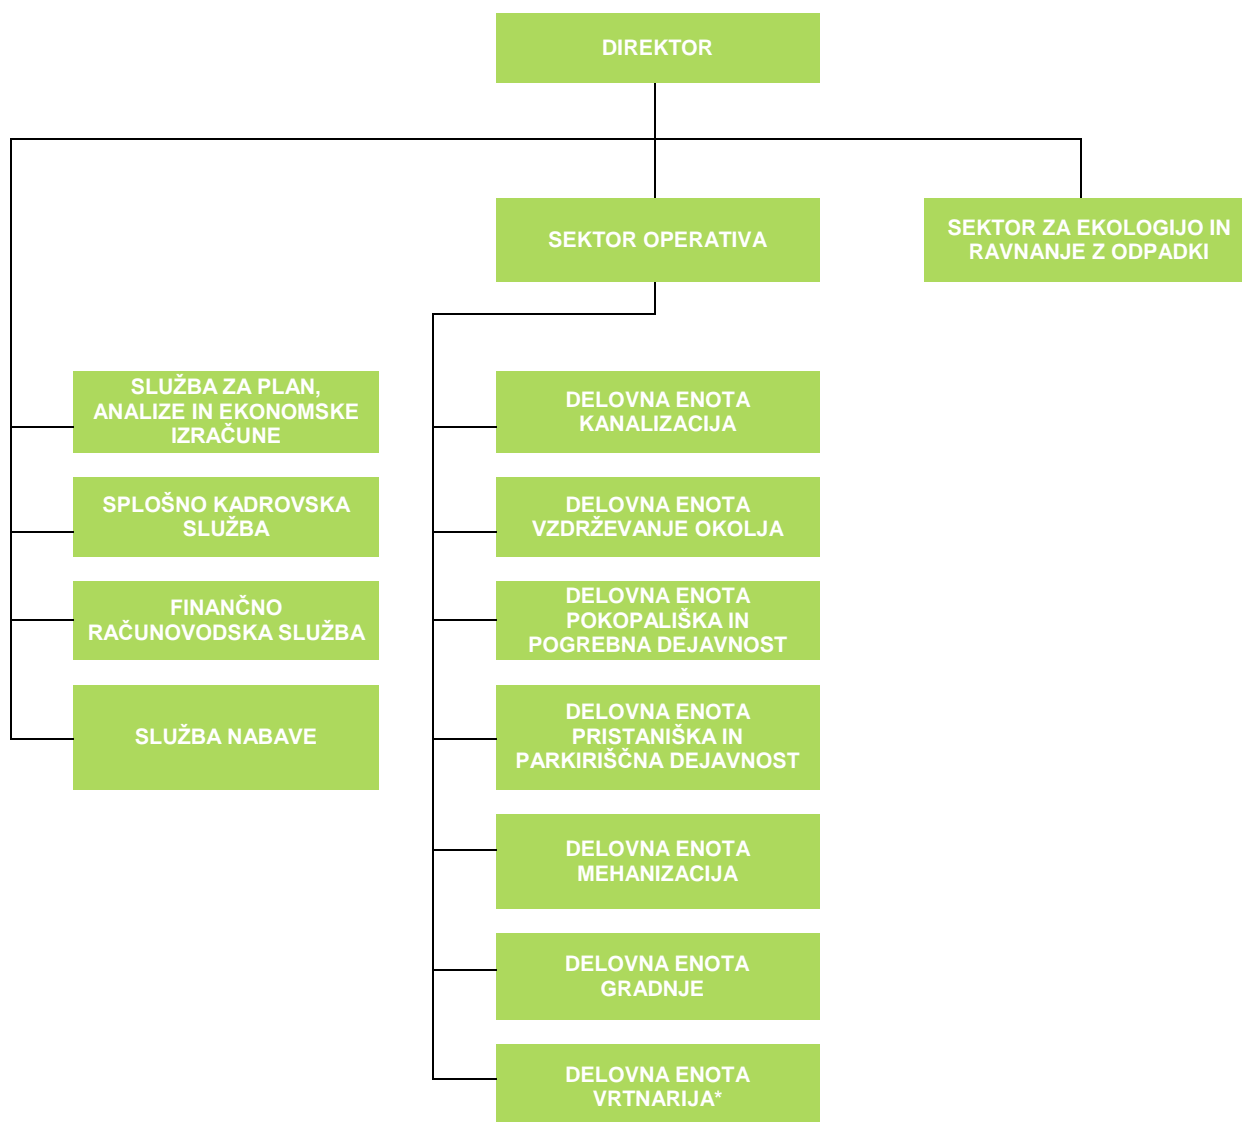 DIREKTOR
SEKTOR OPERATIVA
SEKTOR ZA EKOLOGIJO IN
RAVNANJE Z ODPADKI
SLUŽBA ZA PLAN,
ANALIZE IN EKONOMSKE
IZRAČUNE
SPLOŠNO KADROVSKA
SLUŽBA
FINANČNO
RAČUNOVODSKA SLUŽBA
SLUŽBA NABAVE
DELOVNA ENOTA
KANALIZACIJA
DELOVNA ENOTA
VZDRŽEVANJE OKOLJA
DELOVNA ENOTA
POKOPALIŠKA IN
POGREBNA DEJAVNOST
DELOVNA ENOTA
PRISTANIŠKA IN
PARKIRIŠČNA DEJAVNOST
DELOVNA ENOTA
MEHANIZACIJA
DELOVNA ENOTA
GRADNJE
DELOVNA ENOTA
VRTNARIJA*